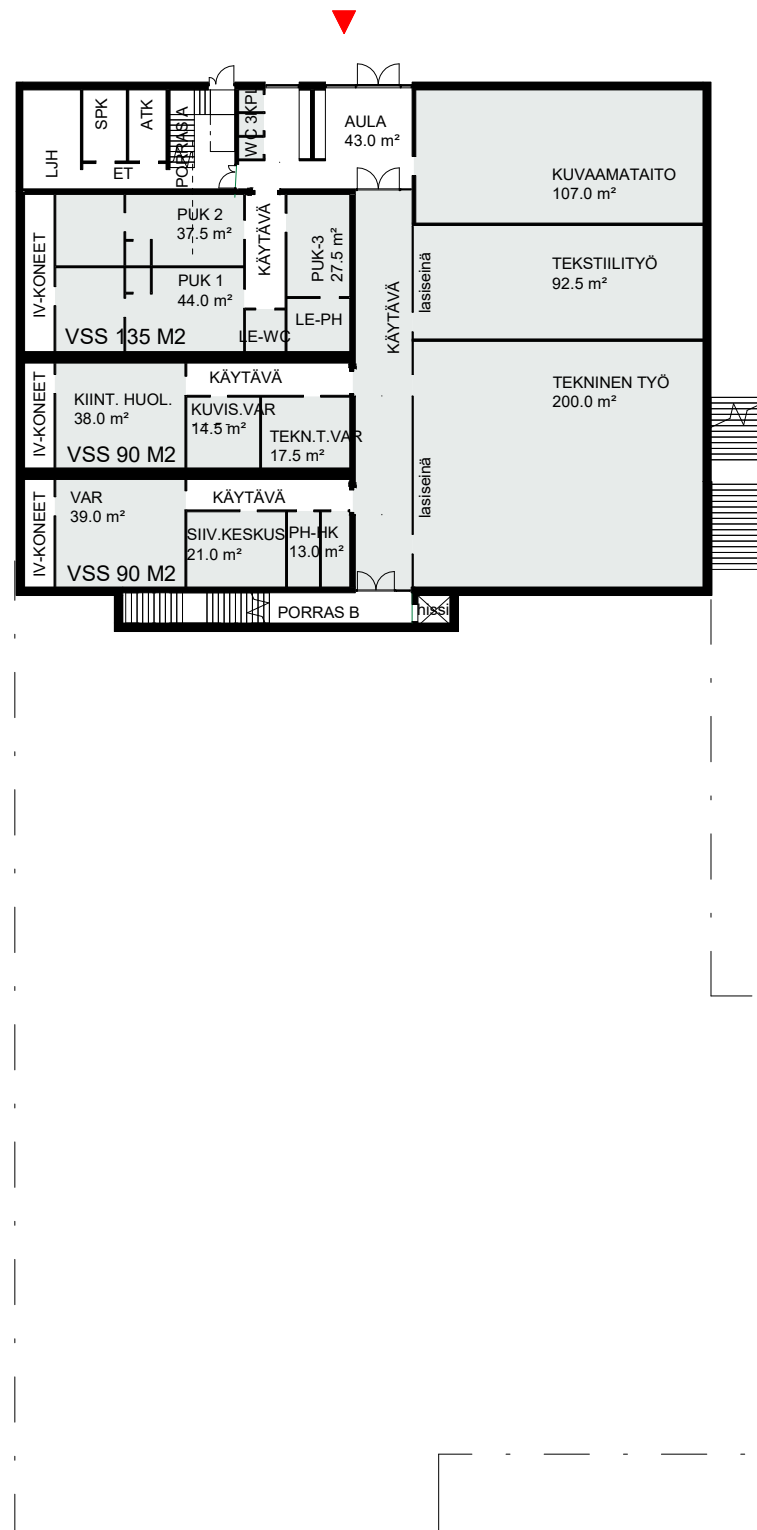 SPK
ATK
PORRAS A
WC 3KPL
AULA
43.0 m²
LJH
ET
KUVAAMATAITO
107.0 m²
IV-KONEET
PUK 2
37.5 m²
KÄYTÄVÄ
PUK-3
27.5 m²
PUK 1
44.0 m²
VSS 135 M2
LE-WC
LE-PH
KÄYTÄVÄ
lasiseinä
TEKSTIILITYÖ
92.5 m²
IV-KONEET
KIINT. HUOL.
38.0 m²
VSS 90 M2
KÄYTÄVÄ
KUVIS.VAR
14.5 m²
TEKN.T.VAR
17.5 m²
TEKNINEN TYÖ
200.0 m²
lasiseinä
IV-KONEET
VAR
39.0 m²
VSS 90 M2
KÄYTÄVÄ
SIIV.KESKUS
21.0 m²
PH-HK
13.0 m²
PORRAS B
hissi